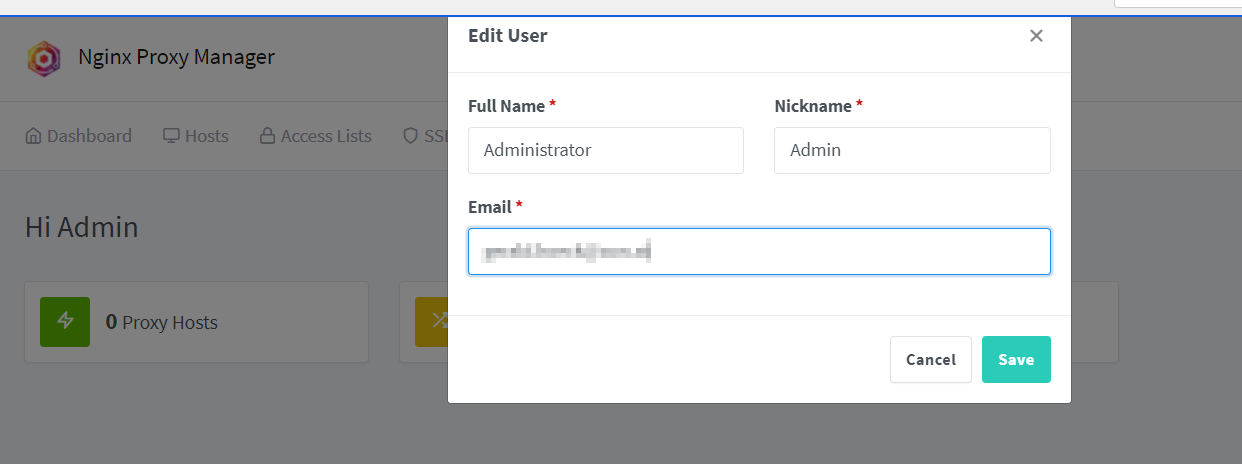 Edit User
Nginx Proxy Manager
Full Name *
Nickname *
Dashboard
Hosts
Access Lists
Administrator
Admin
Email *
Hi Admin
0 Proxy Hosts
Cancel
Save